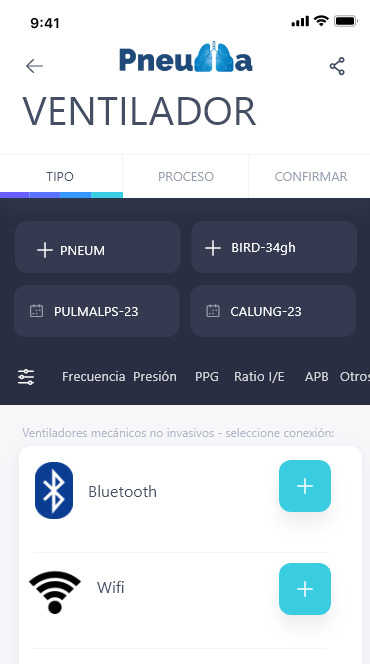 9:41
Pneuma
VENTILADOR
TIPO PROCESO CONFIRMAR
PNEUM BIRD-34gh
PULMALPS-23 CALUNG-23
Frecuencia Presión PPG Ratio I/E APB Otros
Ventiladores mecánicos no invasivos - seleccione conexión:
Bluetooth
Wifi